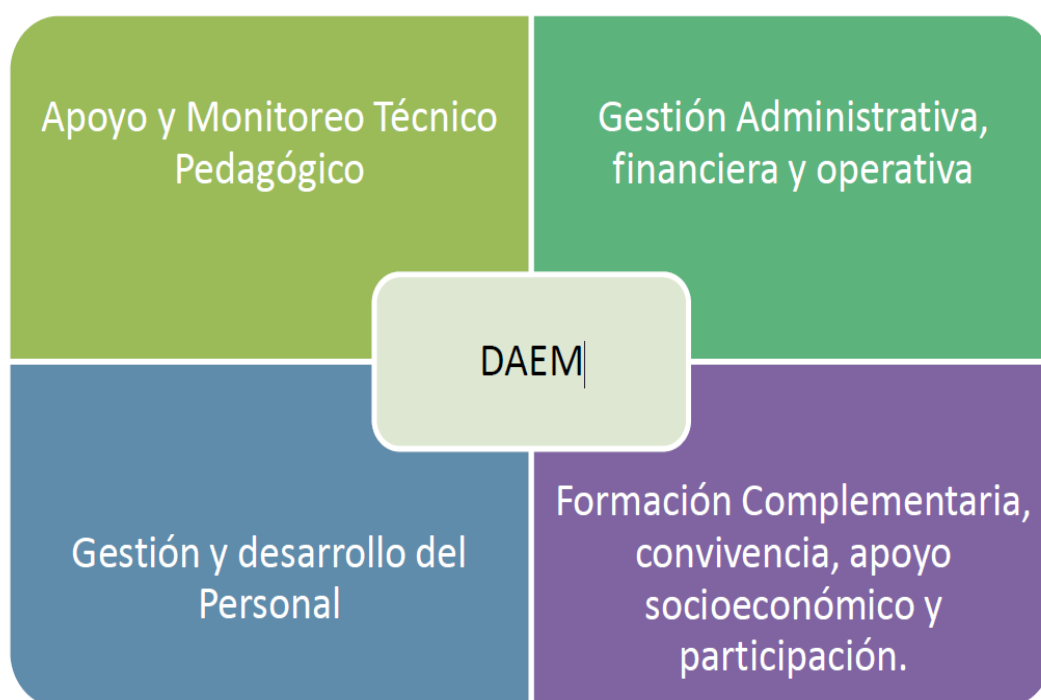 Apoyo y Monitoreo Técnico
Pedagógico
Gestión Administrativa,
financiera y operativa
DAEM
Gestión y desarrollo del
Personal
Formación Complementaria,
convivencia, apoyo
socioeconómico y
participación.